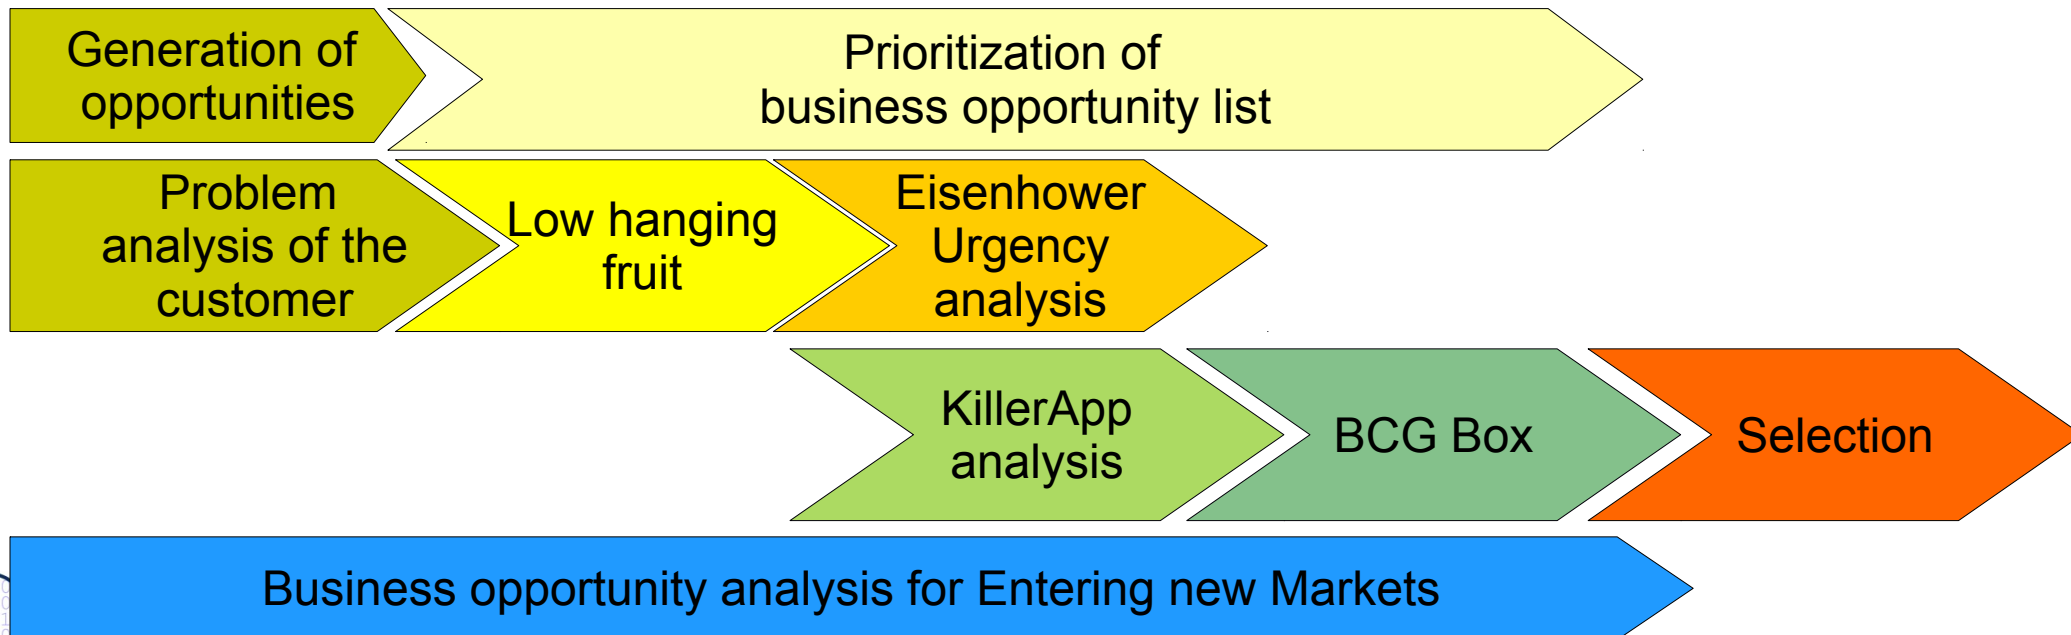 Generation of
opportunities
Prioritization of
business opportunity list
Problem
analysis of the
customer
Low hanging
fruit
Eisenhower
Urgency
analysis
KillerApp
analysis
BCG Box
Selection
Business opportunity analysis for Entering new Markets